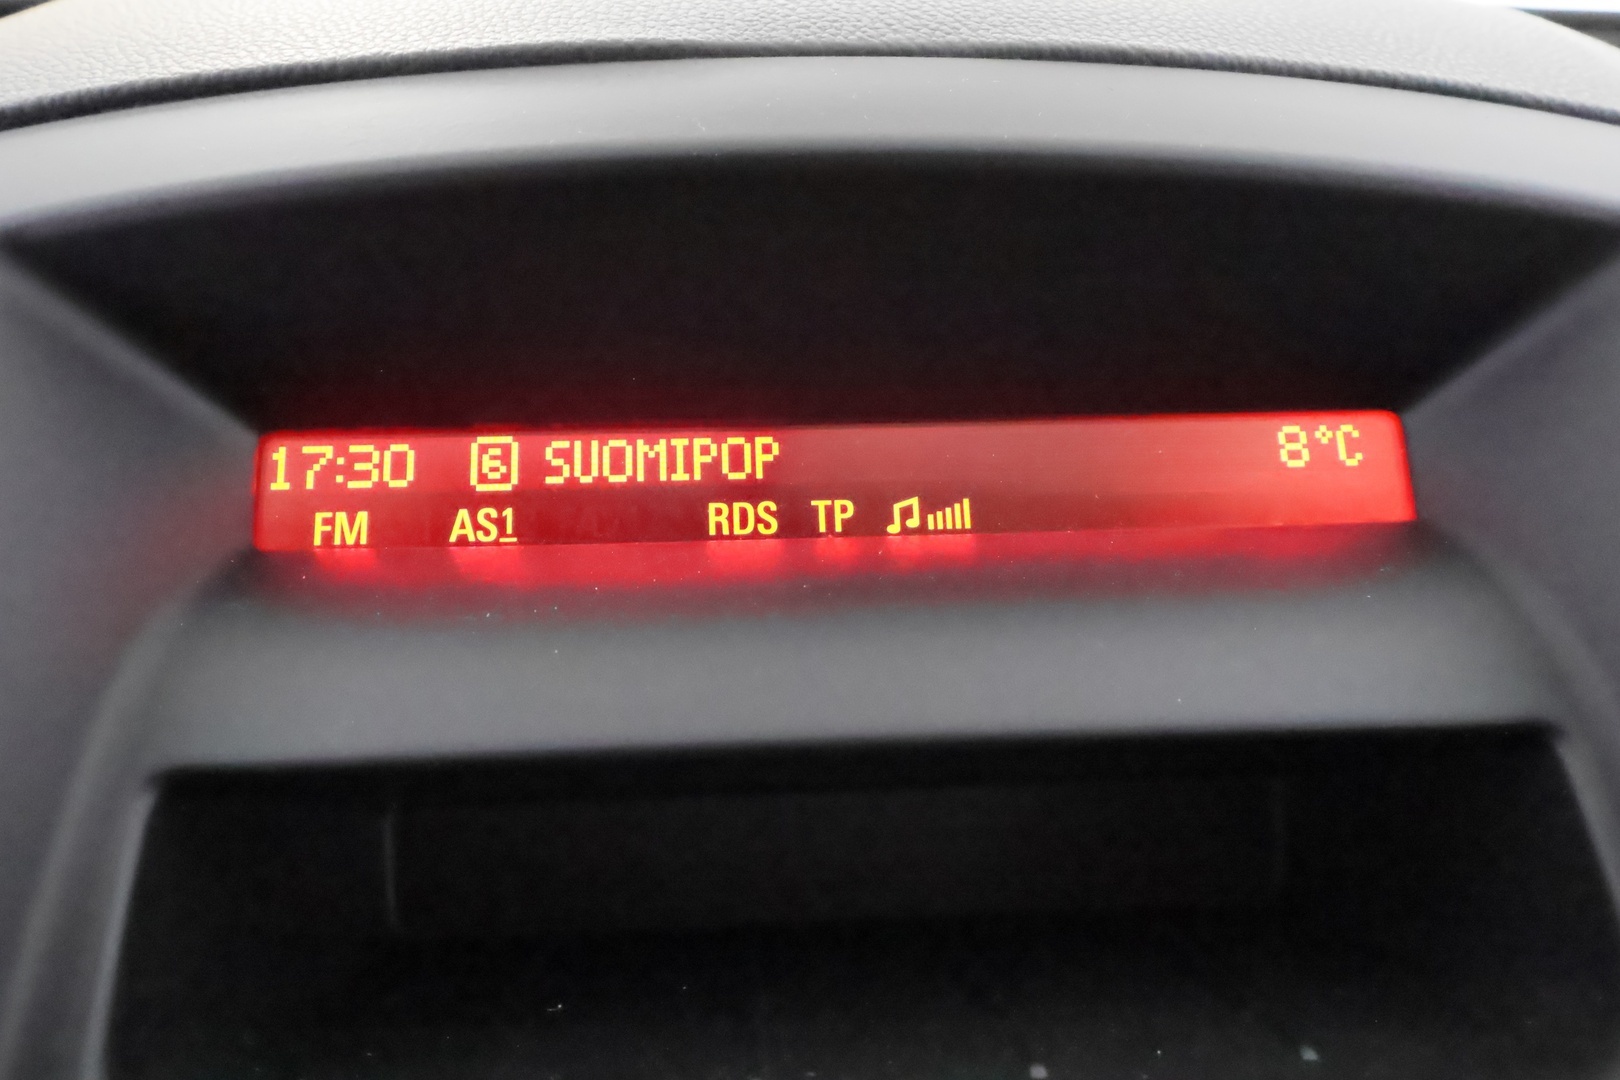 17:30 6 SUOMIPOP 8°C
FM AS1 RDS TP